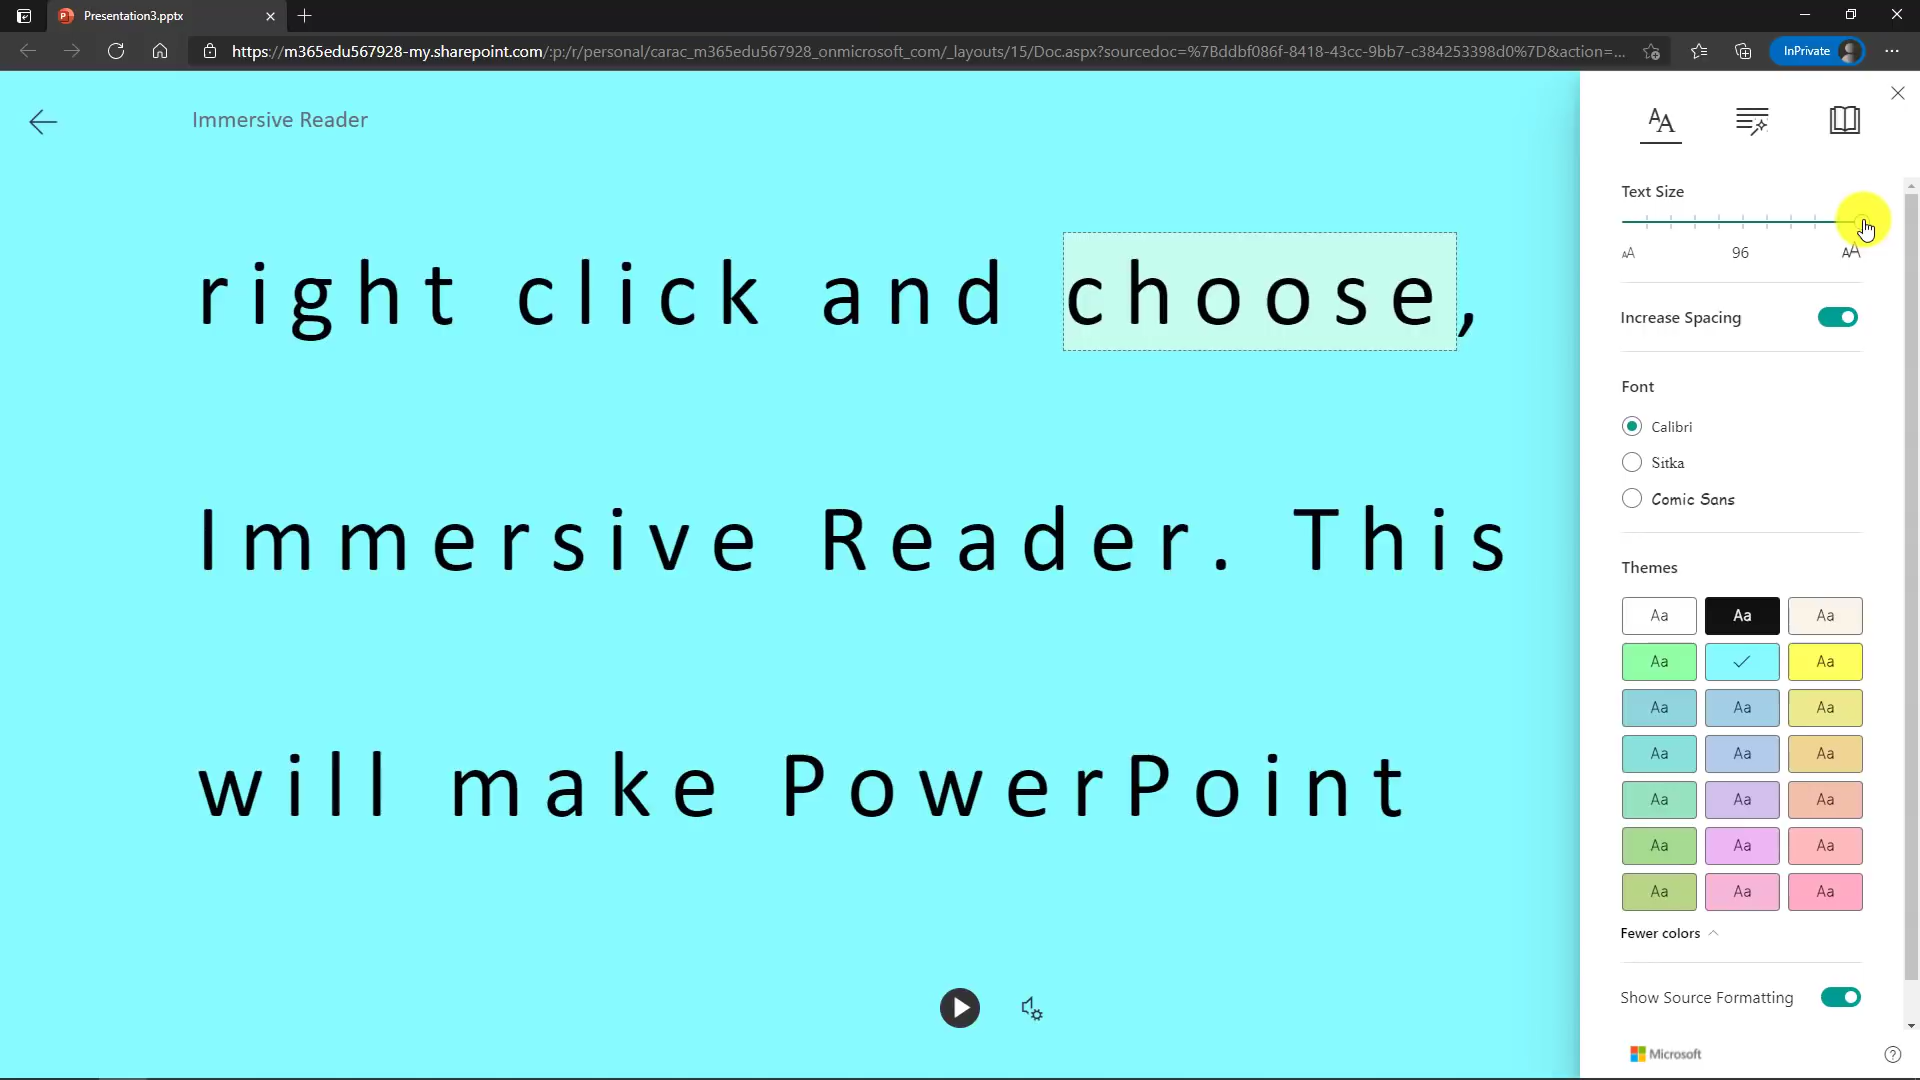 Presentation3.pptx
https://m365edu567928-my.sharepoint.com/:p:/r/personal/carac_m365edu567928_onmicrosoft_com/_layouts/15/Doc.aspx?sourcedoc=%7Bddbf086f-8418-43cc-9bb7-c384253398d0%7D&action=...
InPrivate
Immersive Reader
right click and choose,
Immersive Reader. This
will make PowerPoint
AA
Text Size
AA 96 AA
Increase Spacing
Font
Calibri
Sitka
Comic Sans
Themes
Aa Aa Aa
Aa Aa
Aa Aa Aa
Aa Aa Aa
Aa Aa Aa
Aa Aa Aa
Aa Aa Aa
Fewer colors
Show Source Formatting
Microsoft